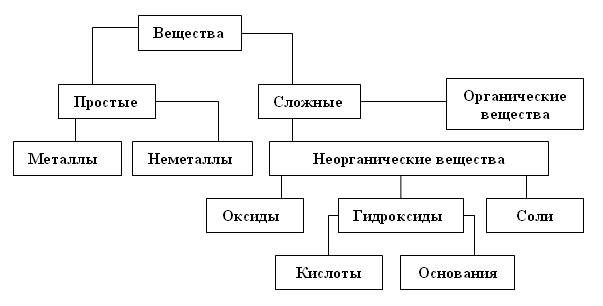 Вещества
Простые
Сложные
Органические
вещества
Металлы
Неметаллы
Неорганические вещества
Оксиды
Гидроксиды
Соли
Кислоты
Основания